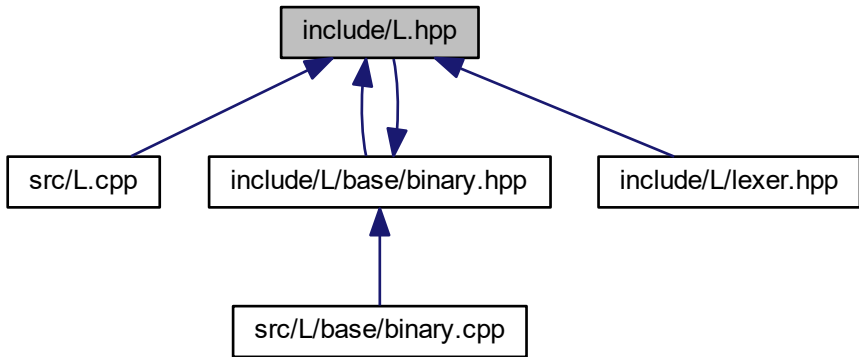 include/L.hpp
src/L.cpp
include/L/base/binary.hpp
include/L/lexer.hpp
src/L/base/binary.cpp